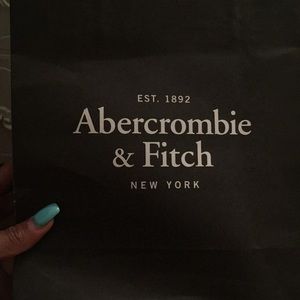 EST. 1892
Abercrombie
& Fitch
NEW YORK